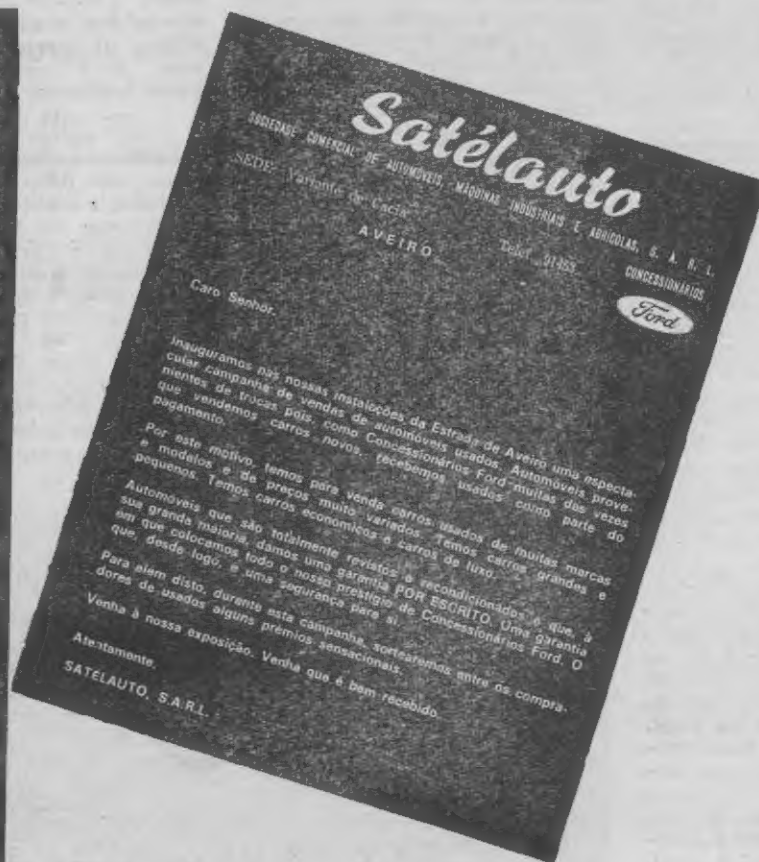 Satélauto
SOCIEDADE COMERCIAL DE AUTOMÓVEIS, MÁQUINAS INDUSTRIAIS E AGRÍCOLAS, S. A. R. L.
SEDE: Variante de Cacia Telef. 91455
CONCESSIONÁRIOS
AVEIRO
Ford
Caro Senhor,
Inauguramos nas nossas instalações da Estrada de Aveiro uma especta-
cular campanha de vendas de automóveis usados. Automóveis prove-
nientes de trocas pois, como Concessionários Ford muitas das vezes
que vendemos carros novos, recebemos usados como parte do
pagamento.
Por este motivo, temos para venda carros usados de muitas marcas
e modelos e de preços muito variados. Temos carros grandes e
pequenos. Temos carros económicos e carros de luxo.
Automóveis que são totalmente revistos e recondicionados e que, à
sua granda maioria, damos uma garantia POR ESCRITO. Uma garantia
em que colocamos todo o nosso prestígio de Concessionários Ford. O
que, desde logo, é uma segurança para si.
Para além disto, durente esta campanha, sortearemos entre os compra-
dores de usados alguns prémios sensacionais.
Venha à nossa exposição. Venha que é bem recebido.
Atentamente,
SATELAUTO, S.A.R.L.